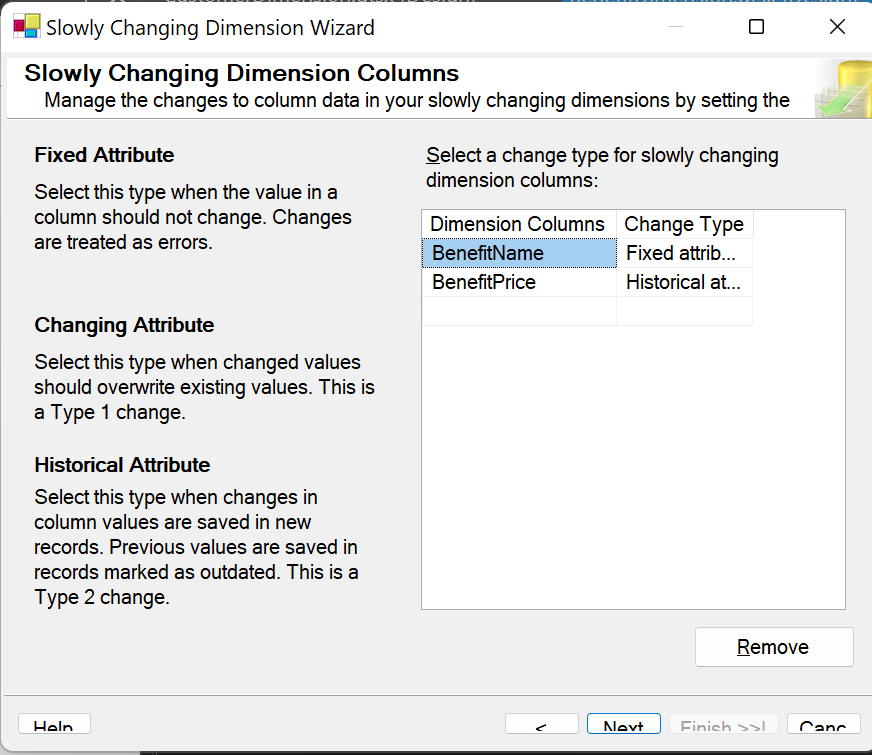 Slowly Changing Dimension Wizard
Slowly Changing Dimension Columns
Manage the changes to column data in your slowly changing dimensions by setting the
Fixed Attribute
Select this type when the value in a
column should not change. Changes
are treated as errors.
Changing Attribute
Select this type when changed values
should overwrite existing values. This is
a Type 1 change.
Historical Attribute
Select this type when changes in
column values are saved in new
records. Previous values are saved in
records marked as outdated. This is a
Type 2 change.
Select a change type for slowly changing
dimension columns:
Dimension Columns Change Type
BenefitName Fixed attrib...
BenefitPrice Historical at...
Remove
Help < Next Finish >>| Canc